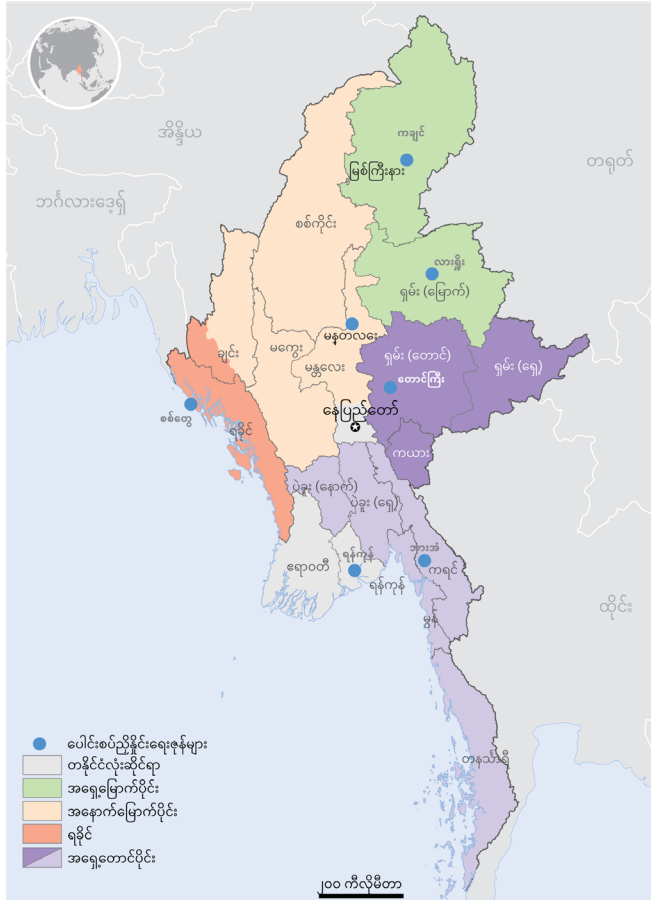 ကချင်
အိန္ဒိယ
တရုတ်
မြစ်ကြီးနား
ဘင်္ဂလားဒေ့ရှ်
စစ်ကိုင်း
လားရှိုး
ရှမ်း (မြောက်)
မန္တလေး
ချင်း
မကွေး
ရှမ်း (တောင်)
ရှမ်း (ရှေ့)
မန္တလေး
တောင်ကြီး
နေပြည်တော်
စစ်တွေ
ရခိုင်
ကယား
ပဲခူး (နောက်)
ပဲခူး (ရှေ့)
ရန်ကုန်
ဘားအံ
ဧရာဝတီ
ကရင်
ရန်ကုန်
ထိုင်း
မွန်
တနင်္သာရီ
ပေါင်းစပ်ညှိနှိုင်းရေးဇုန်များ
တနိုင်ငံလုံးဆိုင်ရာ
အရှေ့မြောက်ပိုင်း
အနောက်မြောက်ပိုင်း
ရခိုင်
အရှေ့တောင်ပိုင်း
၂၀၀ ကီလိုမီတာ